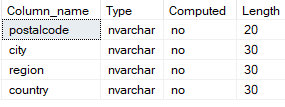 Column_name Type Computed Length
postalcode nvarchar no 20
city nvarchar no 30
region nvarchar no 30
country nvarchar no 30